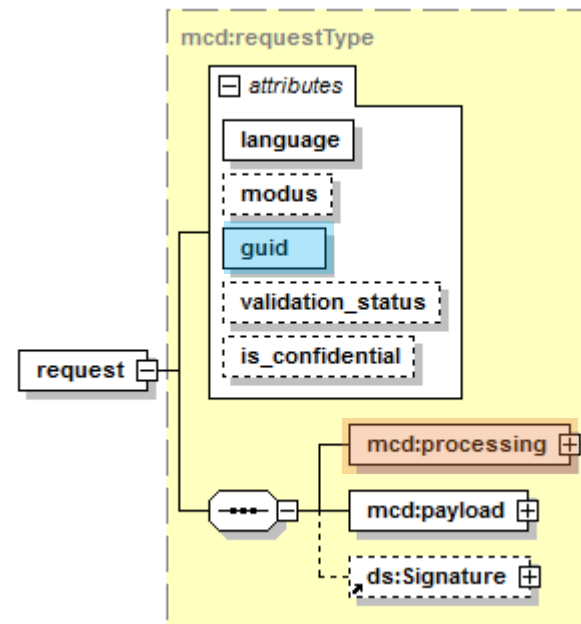 mcd:requestType
attributes
language
modus
guid
validation_status
is_confidential
request
mcd:processing
mcd:payload
ds:Signature